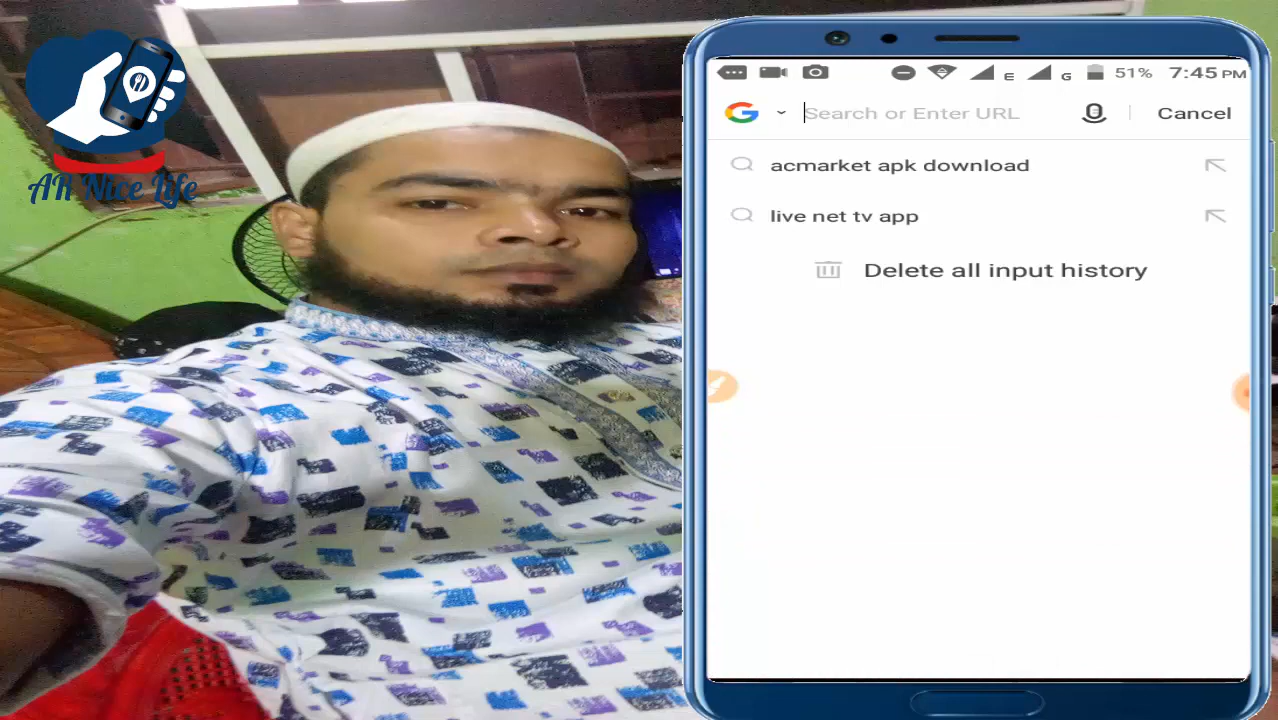 AH Nice Life
E
G
51%
7:45 PM
Search or Enter URL
Cancel
acmarket apk download
live net tv app
Delete all input history